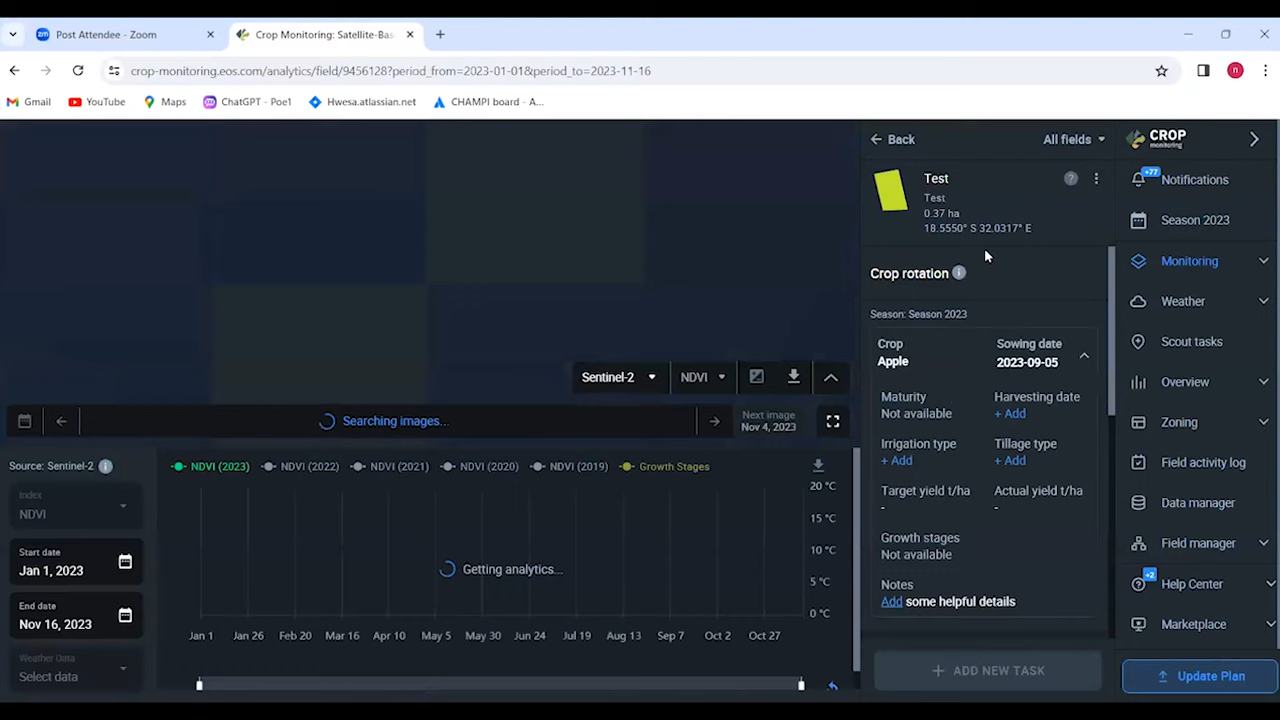 Post Attendee - Zoom
Crop Monitoring: Satellite-Bas
crop-monitoring.eos.com/analytics/field/9456128?period_from=2023-01-01&period_to=2023-11-16
n
Gmail
YouTube
Maps
ChatGPT - Poe1
Hwesa.atlassian.net
CHAMPI board - A...
Back
All fields
CROP
monitoring
Test
Test
0.37 ha
18.5550° S 32.0317° E
+77
Notifications
Season 2023
Monitoring
Weather
Scout tasks
Overview
Zoning
Field activity log
Data manager
Field manager
+2
Help Center
Marketplace
Update Plan
Crop rotation
Season: Season 2023
Crop
Apple
Sowing date
2023-09-05
Maturity
Not available
Harvesting date
+ Add
Irrigation type
+ Add
Tillage type
+ Add
Target yield t/ha
-
Actual yield t/ha
-
Growth stages
Not available
Notes
Add some helpful details
+ ADD NEW TASK
Sentinel-2
NDVI
Searching images...
Next image
Nov 4, 2023
Source: Sentinel-2
Index
NDVI
Start date
Jan 1, 2023
End date
Nov 16, 2023
Weather Data
Select data
NDVI (2023)
NDVI (2022)
NDVI (2021)
NDVI (2020)
NDVI (2019)
Growth Stages
20 °C
15 °C
10 °C
5 °C
0 °C
Getting analytics...
Jan 1
Jan 26
Feb 20
Mar 16
Apr 10
May 5
May 30
Jun 24
Jul 19
Aug 13
Sep 7
Oct 2
Oct 27